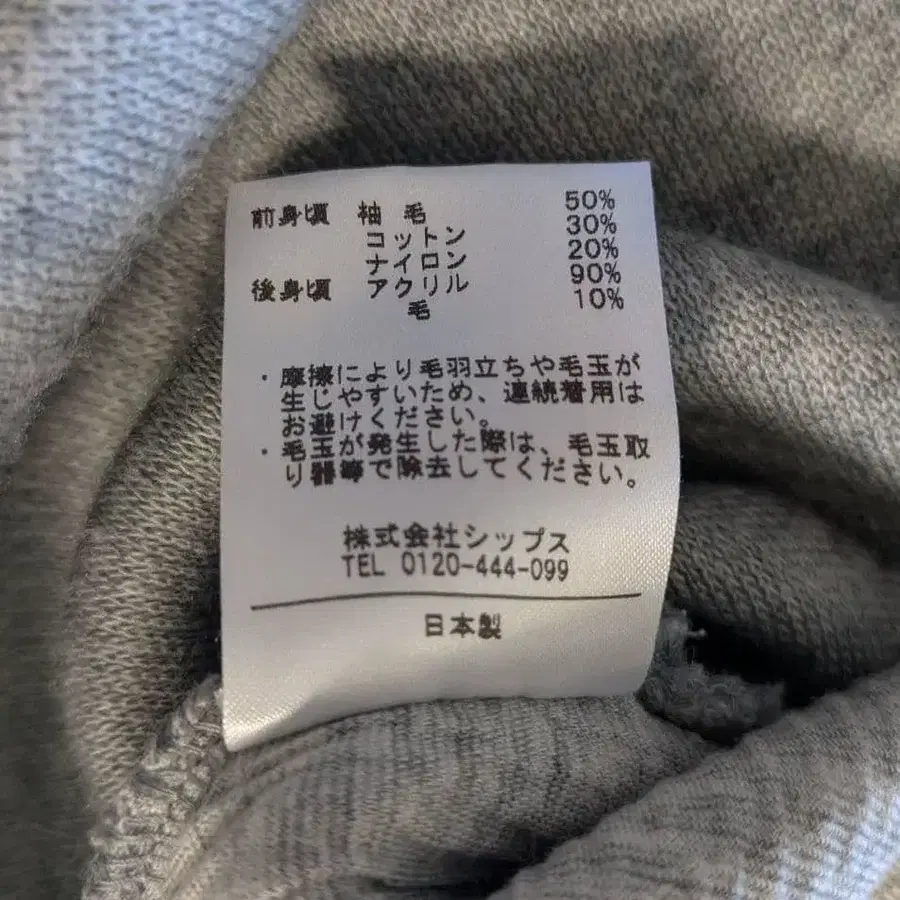 前身頃 袖 毛 50%
コットン 30%
ナイロン 20%
後身頃 アクリル 90%
毛 10%
・摩擦により毛羽立ちや毛玉が
生じやすいため、連続着用は
お避けください。
・毛玉が発生した際は、毛玉取
り器等で除去してください。
株式会社シップス
TEL 0120-444-099
日本製